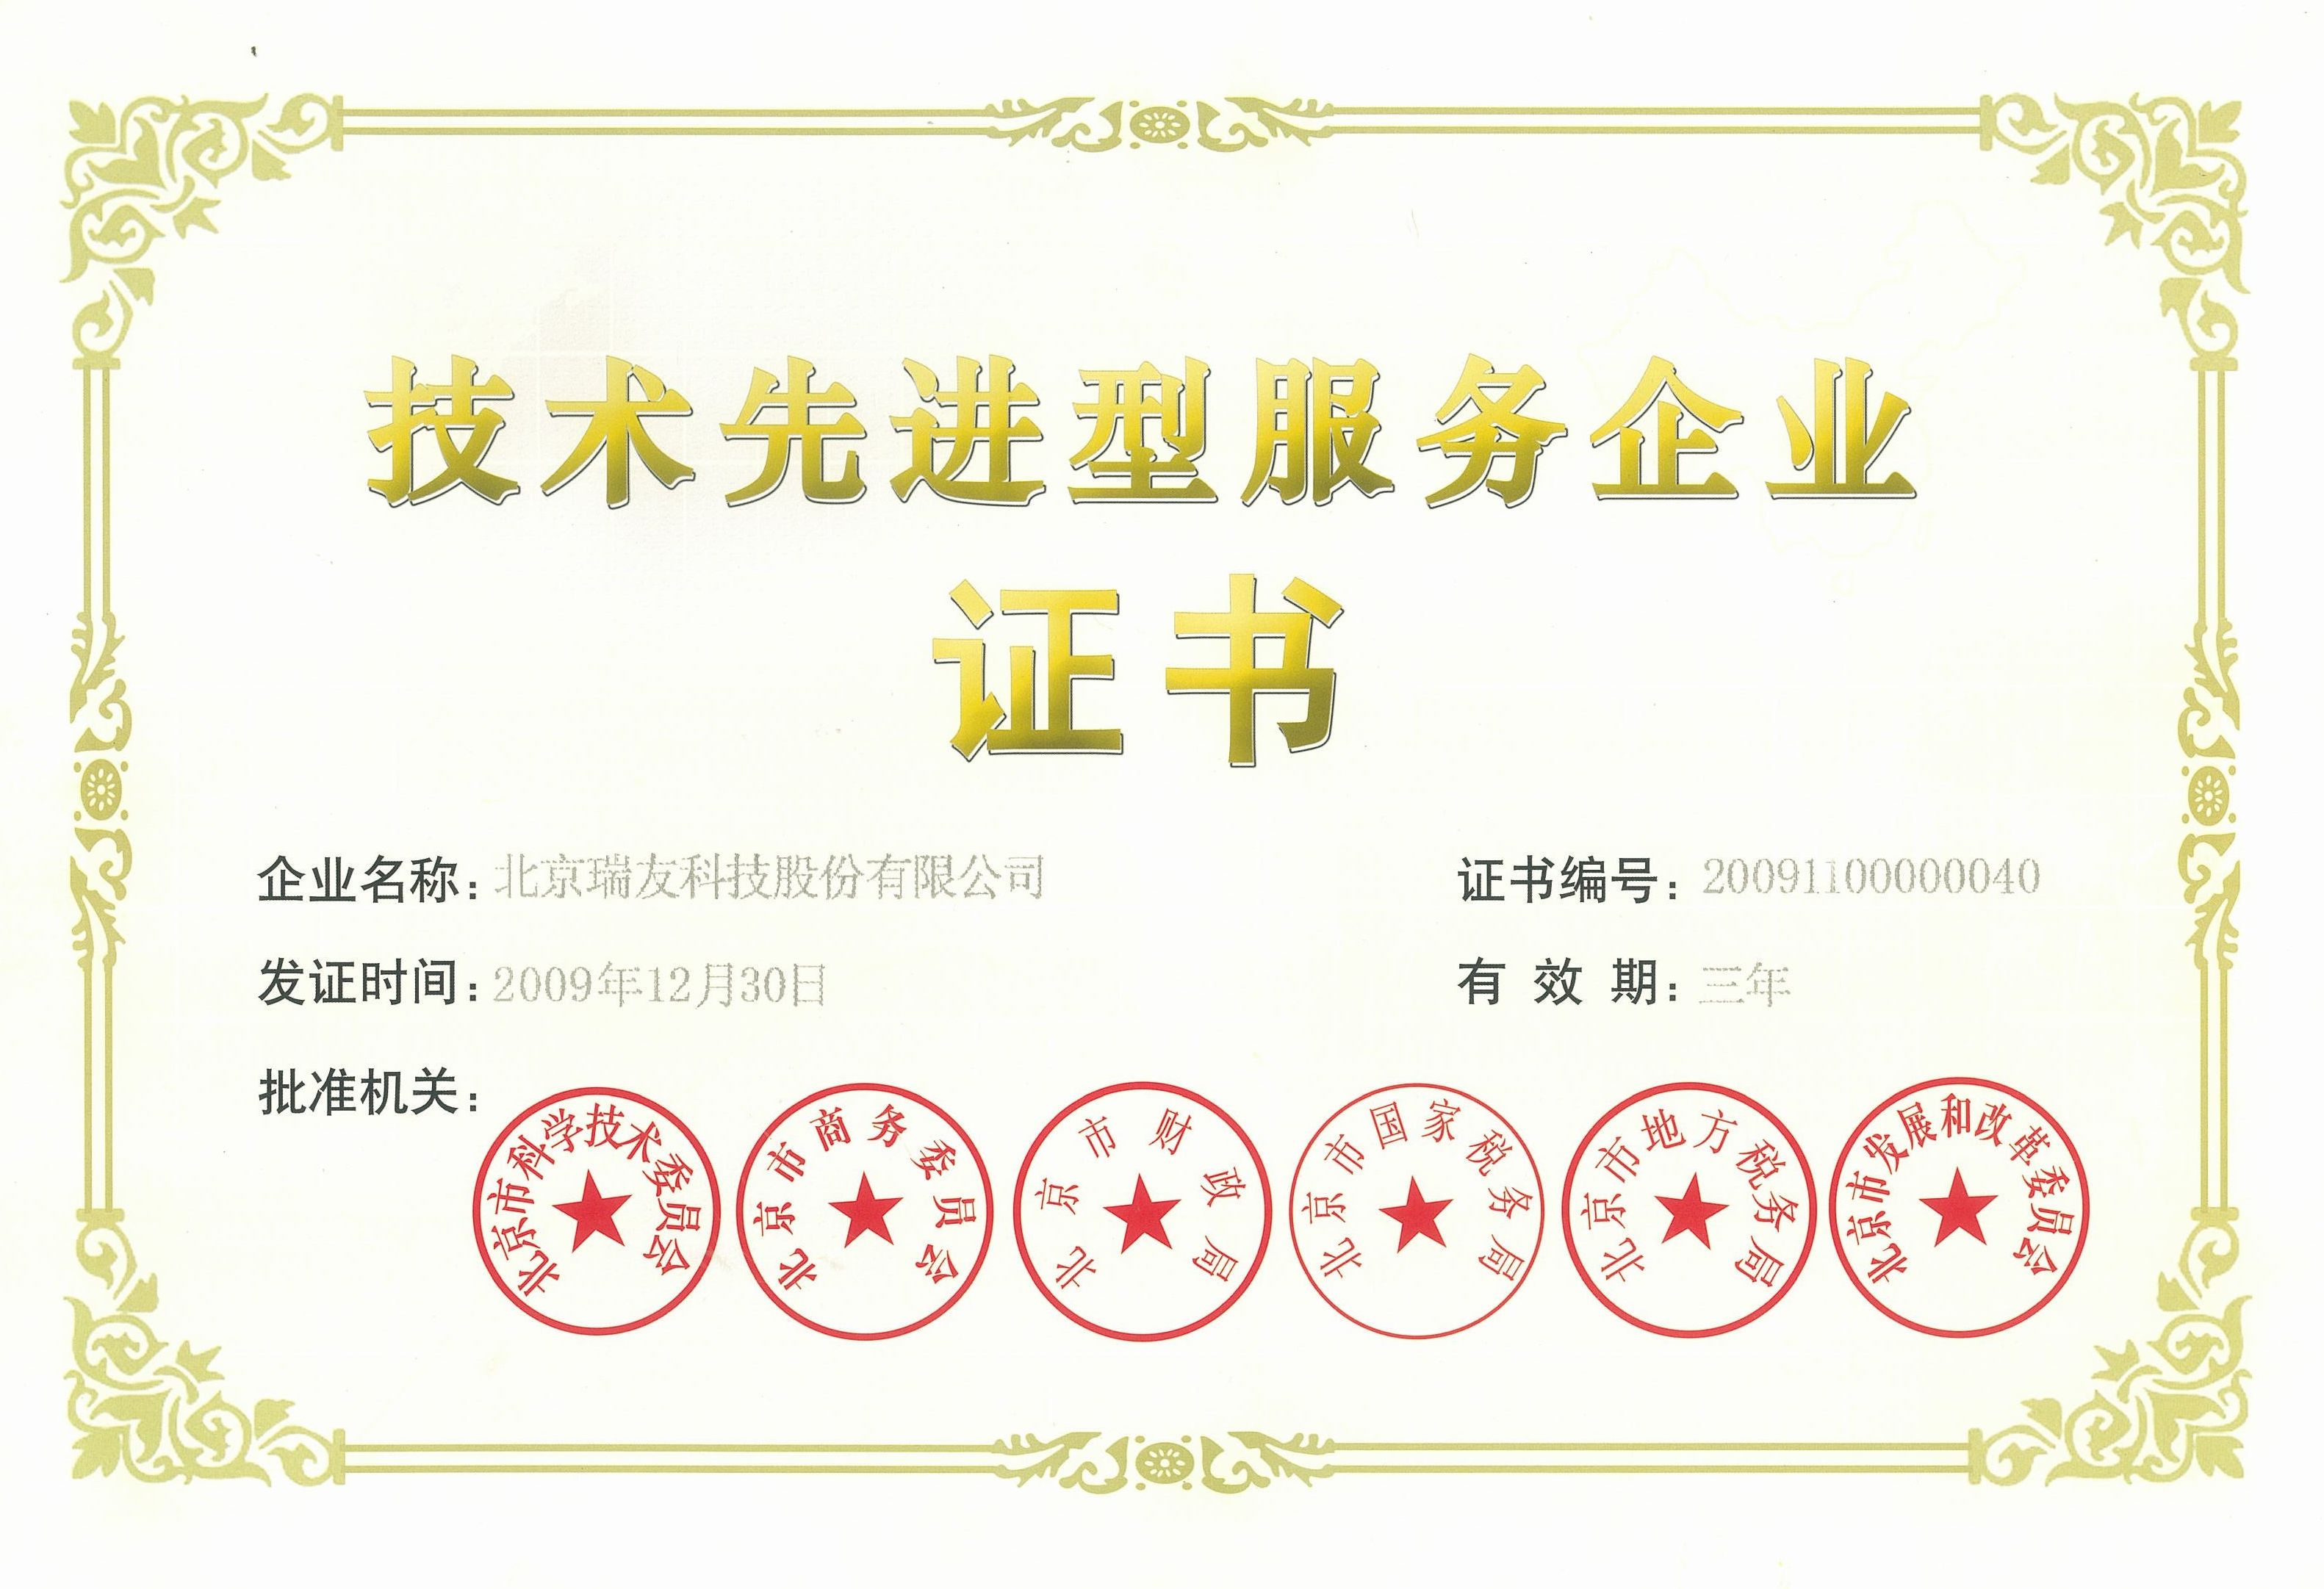 技术先进型服务企业
证书
企业名称：北京瑞友科技股份有限公司
证书编号：20091100000040
发证时间：2009年12月30日
有效期：三年
批准机关：
北京市科学技术委员会
北京市商务委员会
北京市财政局
北京市国家税务局
北京市地方税务局
北京市发展和改革委员会